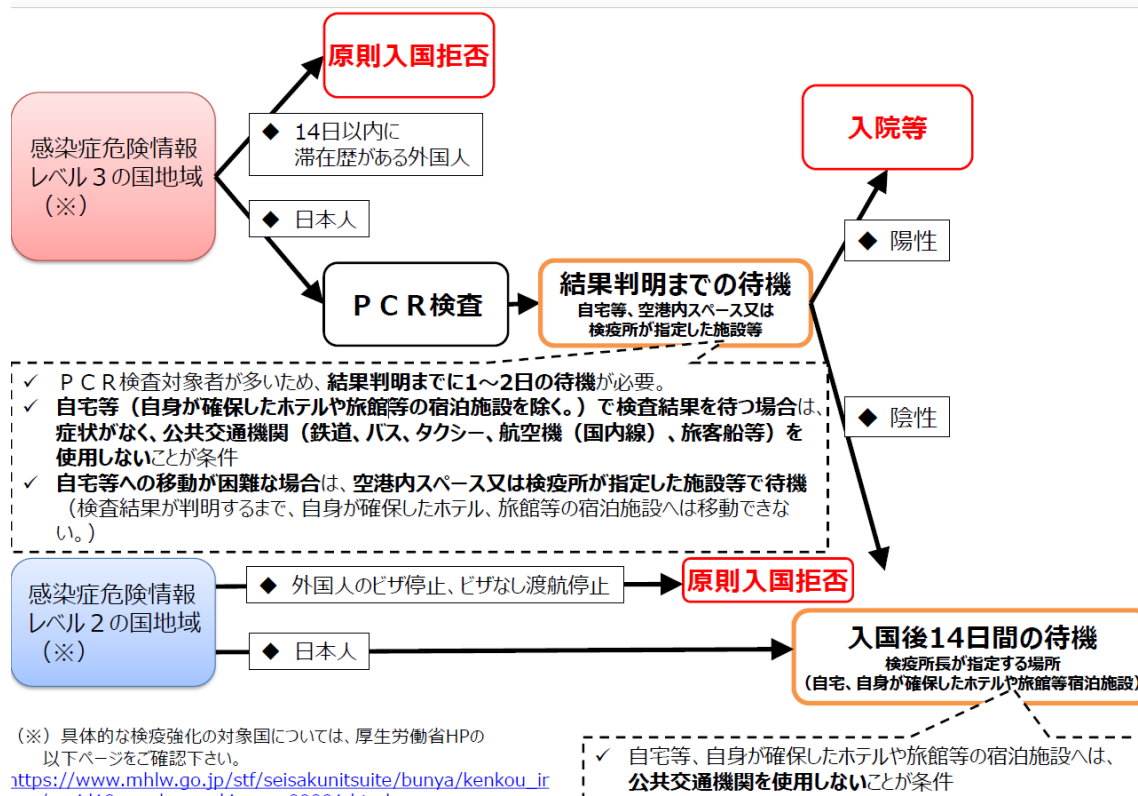 原則入国拒否
感染症危険情報
レベル３の国地域
（※）
◆ 14日以内に
滞在歴がある外国人
◆ 日本人
ＰＣＲ検査
結果判明までの待機
自宅等、空港内スペース又は
検疫所が指定した施設等
入院等
◆ 陽性
◆ 陰性
✓ ＰＣＲ検査対象者が多いため、結果判明までに1～2日の待機が必要。
✓ 自宅等（自身が確保したホテルや旅館等の宿泊施設を除く。）で検査結果を待つ場合は、
症状がなく、公共交通機関（鉄道、バス、タクシー、航空機（国内線）、旅客船等）を
使用しないことが条件
✓ 自宅等への移動が困難な場合は、空港内スペース又は検疫所が指定した施設等で待機
（検査結果が判明するまで、自身が確保したホテル、旅館等の宿泊施設へは移動できな
い。）
感染症危険情報
レベル２の国地域
（※）
◆ 外国人のビザ停止、ビザなし渡航停止
原則入国拒否
◆ 日本人
入国後14日間の待機
検疫所長が指定する場所
（自宅、自身が確保したホテルや旅館等宿泊施設）
（※）具体的な検疫強化の対象国については、厚生労働省HPの
以下ページをご確認下さい。
https://www.mhlw.go.jp/stf/seisakunitsuite/bunya/kenkou_ir
✓ 自宅等、自身が確保したホテルや旅館等の宿泊施設へは、
公共交通機関を使用しないことが条件